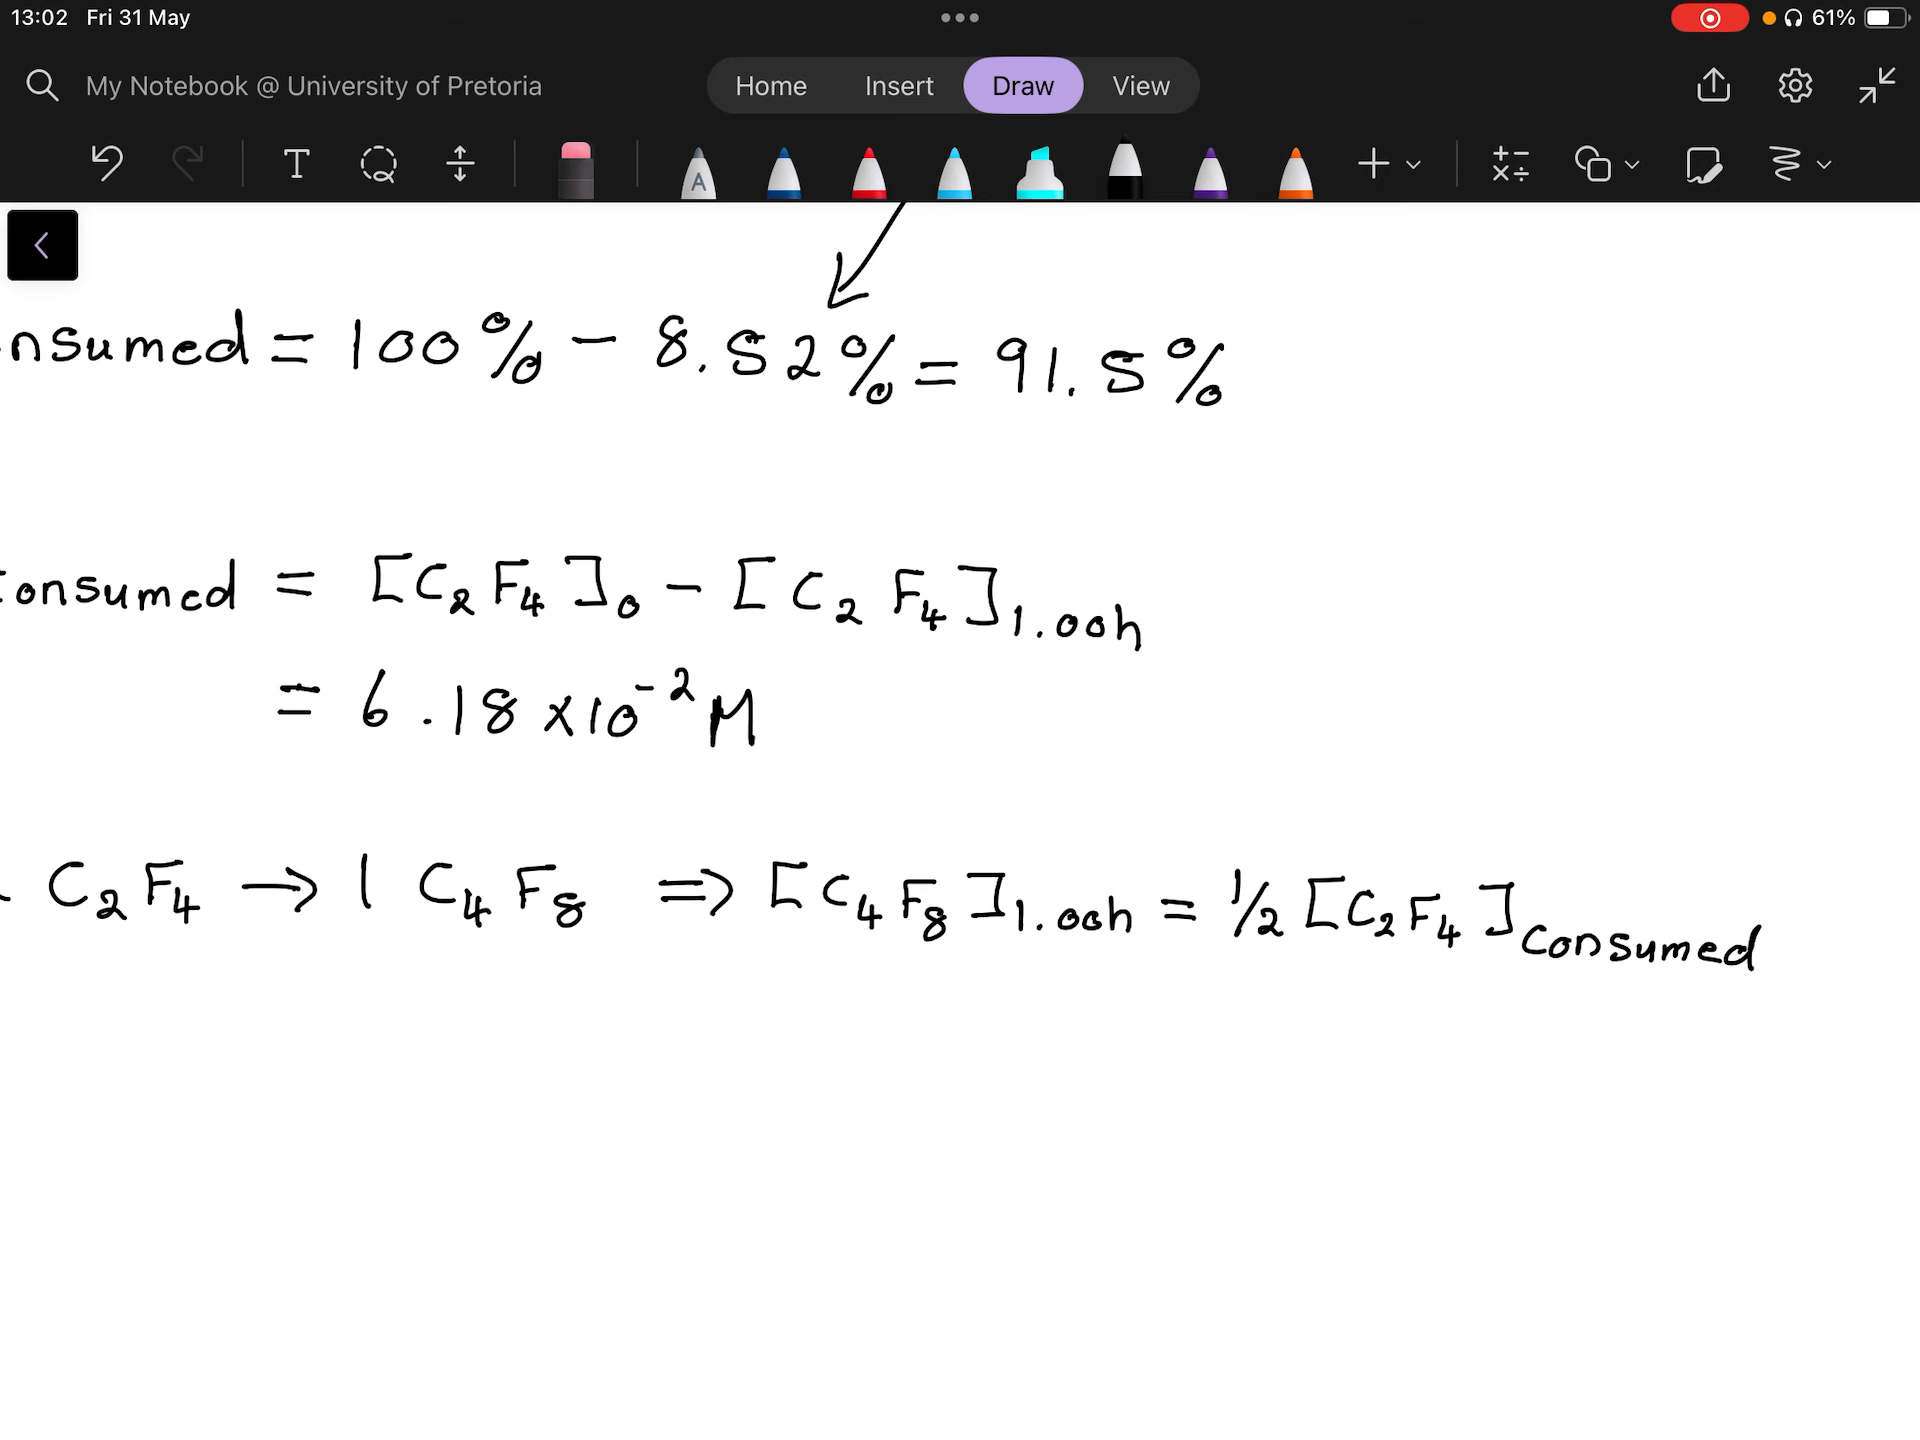 13:02 Fri 31 May 61%
My Notebook @ University of Pretoria Home Insert Draw View
T A
nsumed = 100% - 8.52% = 91.5%
onsumed = [C₂F₄]₀ - [C₂F₄]₁.₀₀ₕ
= 6.18 x10⁻² M
C₂F₄ → 1 C₄F₈ ⇒ [C₄F₈]₁.₀₀ₕ = ½ [C₂F₄]consumed